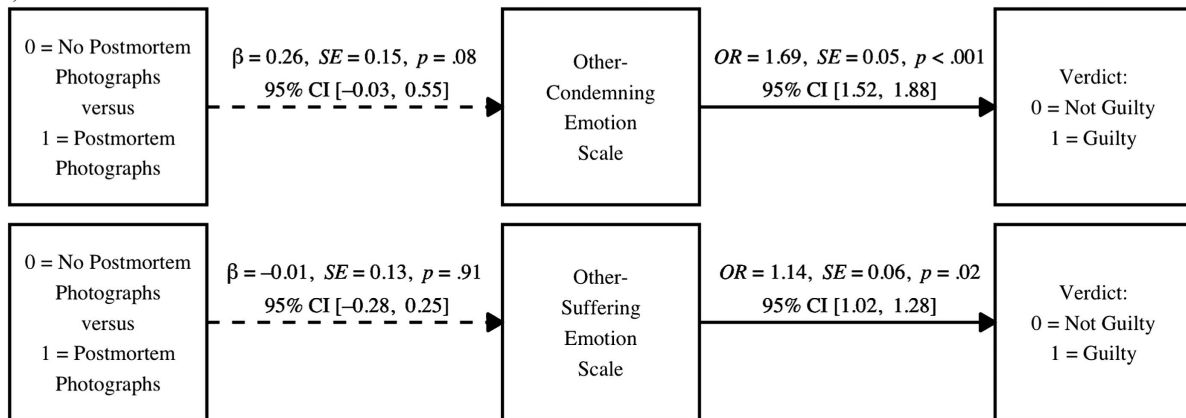 0 = No Postmortem
Photographs
versus
1 = Postmortem
Photographs
β = 0.26, SE = 0.15, p = .08
95% CI [–0.03, 0.55]
Other-
Condemning
Emotion
Scale
OR = 1.69, SE = 0.05, p < .001
95% CI [1.52, 1.88]
Verdict:
0 = Not Guilty
1 = Guilty
0 = No Postmortem
Photographs
versus
1 = Postmortem
Photographs
β = –0.01, SE = 0.13, p = .91
95% CI [–0.28, 0.25]
Other-
Suffering
Emotion
Scale
OR = 1.14, SE = 0.06, p = .02
95% CI [1.02, 1.28]
Verdict:
0 = Not Guilty
1 = Guilty